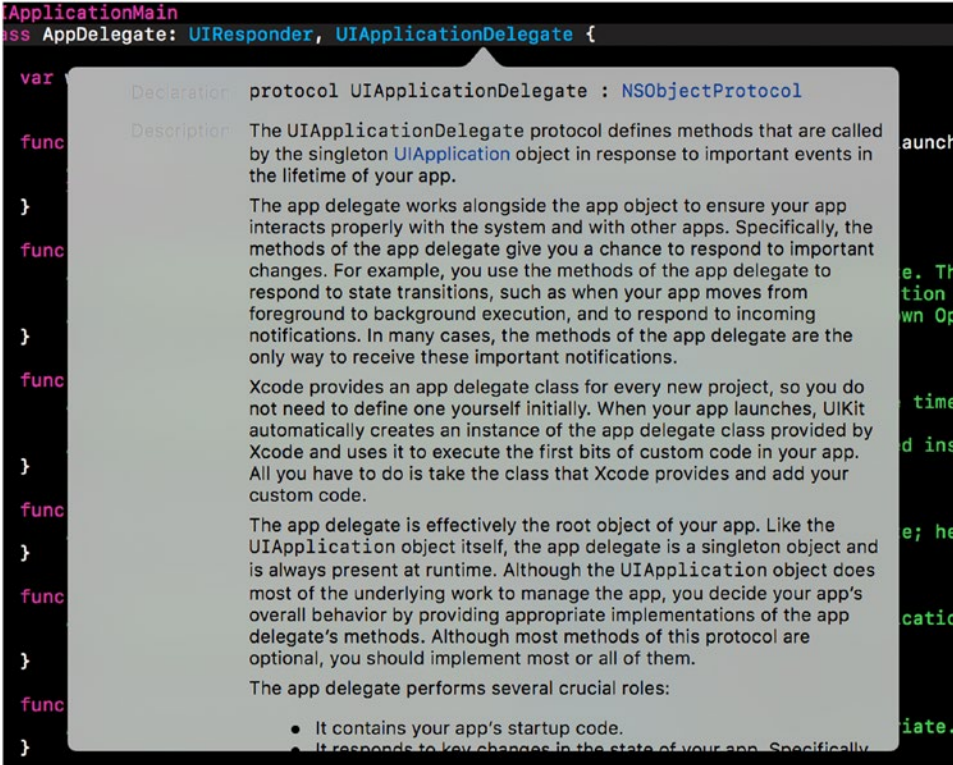 IApplicationMain
ass AppDelegate: UIResponder, UIApplicationDelegate {
var
Declaration protocol UIApplicationDelegate : NSObjectProtocol
Description The UIApplicationDelegate protocol defines methods that are called
func by the singleton UIApplication object in response to important events in aunch
the lifetime of your app.
} The app delegate works alongside the app object to ensure your app
interacts properly with the system and with other apps. Specifically, the
func methods of the app delegate give you a chance to respond to important
changes. For example, you use the methods of the app delegate to e. Th
respond to state transitions, such as when your app moves from tion
foreground to background execution, and to respond to incoming wn Op
} notifications. In many cases, the methods of the app delegate are the
only way to receive these important notifications.
func Xcode provides an app delegate class for every new project, so you do
not need to define one yourself initially. When your app launches, UIKit time
automatically creates an instance of the app delegate class provided by
Xcode and uses it to execute the first bits of custom code in your app. d ins
} All you have to do is take the class that Xcode provides and add your
custom code.
func
The app delegate is effectively the root object of your app. Like the e; he
} UIApplication object itself, the app delegate is a singleton object and
is always present at runtime. Although the UIApplication object does
func most of the underlying work to manage the app, you decide your app's
overall behavior by providing appropriate implementations of the app catio
delegate's methods. Although most methods of this protocol are
} optional, you should implement most or all of them.
The app delegate performs several crucial roles:
func
• It contains your app's startup code. iate.
} • It responds to key changes in the state of your app. Specifically